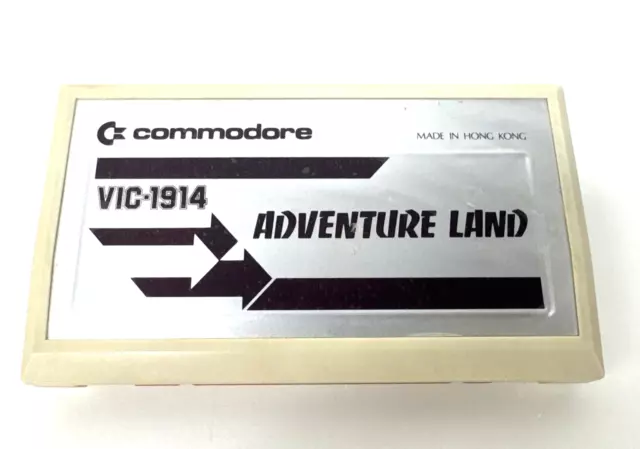 commodore
MADE IN HONG KONG
VIC-1914
ADVENTURE LAND